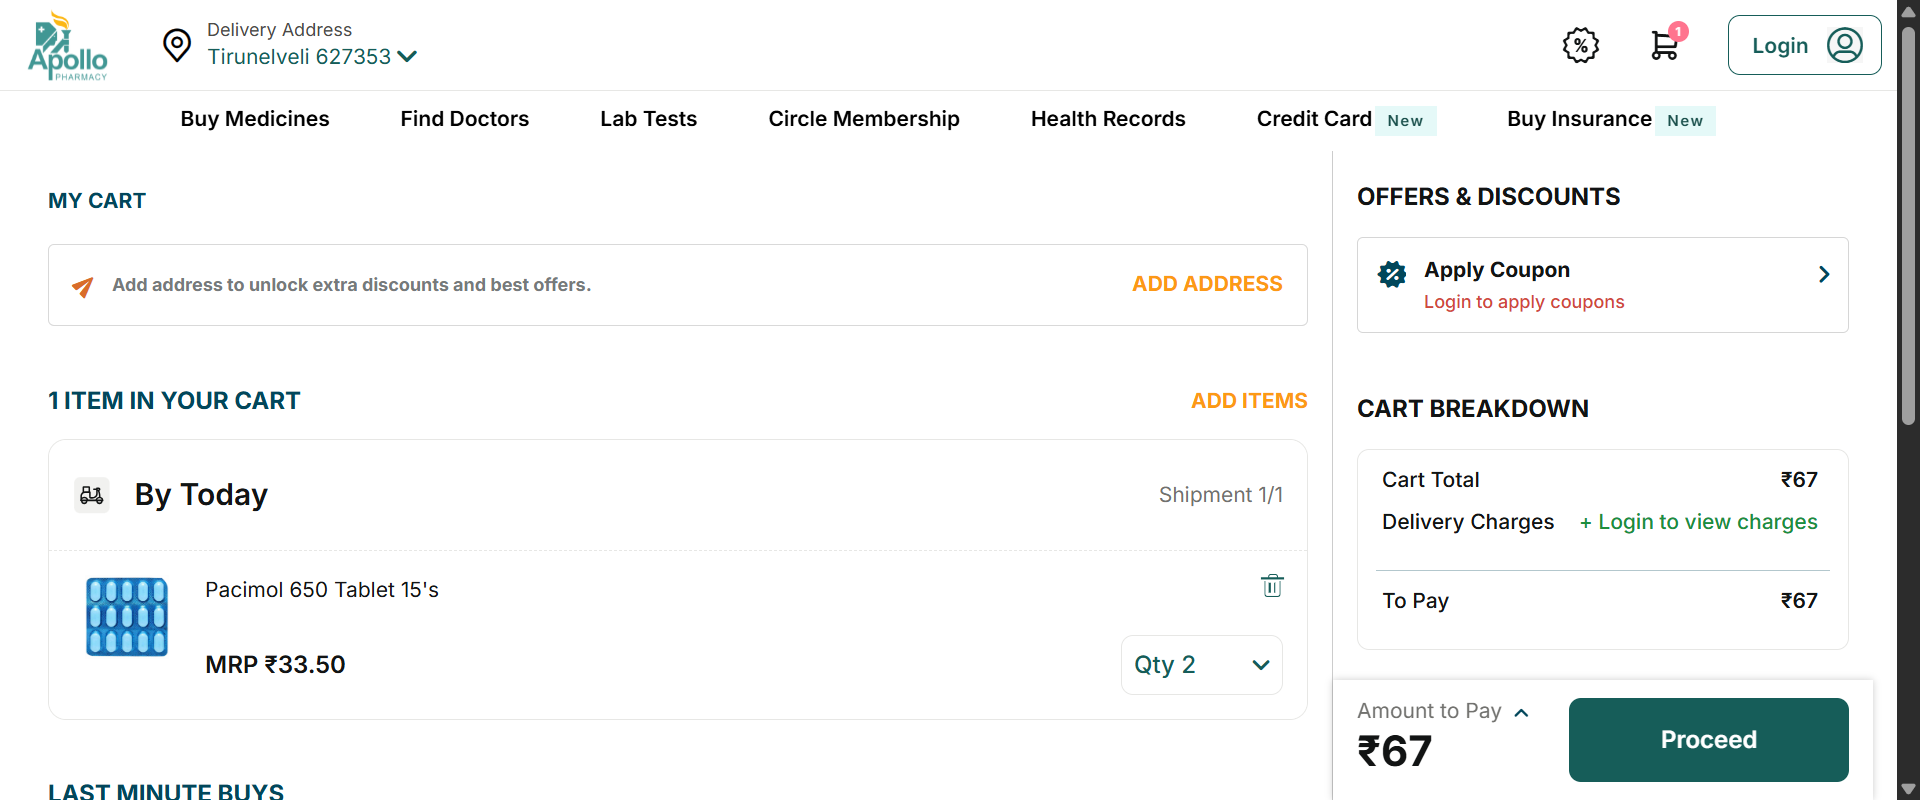 Apollo
PHARMACY
Delivery Address
Tirunelveli 627353
%
1
Login
Buy Medicines
Find Doctors
Lab Tests
Circle Membership
Health Records
Credit Card New
Buy Insurance New
MY CART
Add address to unlock extra discounts and best offers.
ADD ADDRESS
1 ITEM IN YOUR CART
ADD ITEMS
By Today
Shipment 1/1
Pacimol 650 Tablet 15's
MRP ₹33.50
Qty 2
LAST MINUTE BUYS
OFFERS & DISCOUNTS
Apply Coupon
Login to apply coupons
CART BREAKDOWN
Cart Total ₹67
Delivery Charges + Login to view charges
To Pay ₹67
Amount to Pay
₹67
Proceed